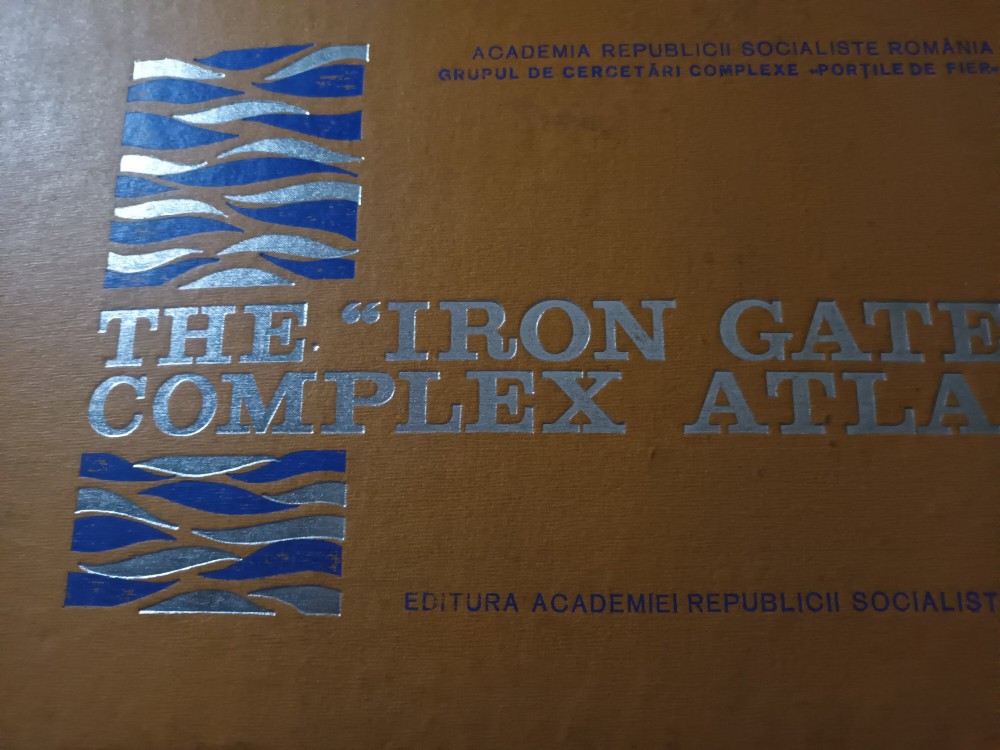 ACADEMIA REPUBLICII SOCIALISTE ROMÂNIA
GRUPUL DE CERCETĂRI COMPLEXE «PORȚILE DE FIER»
THE "IRON GATE
COMPLEX ATLA
EDITURA ACADEMIEI REPUBLICII SOCIALIST